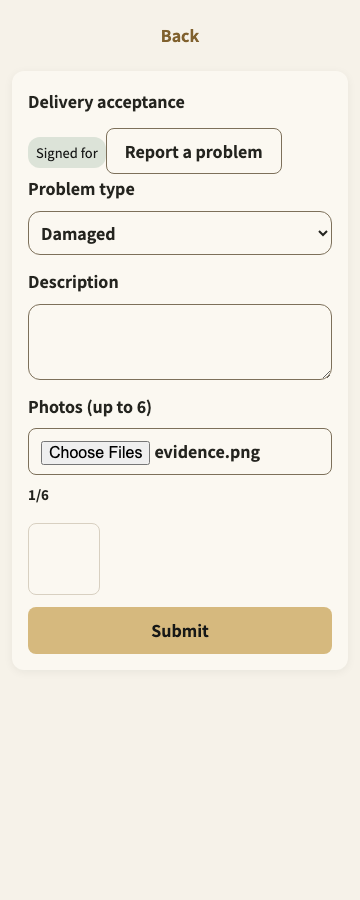 Back
Delivery acceptance
Signed for
Report a problem
Problem type
Damaged
Description
Photos (up to 6)
Choose Files evidence.png
1/6
Submit